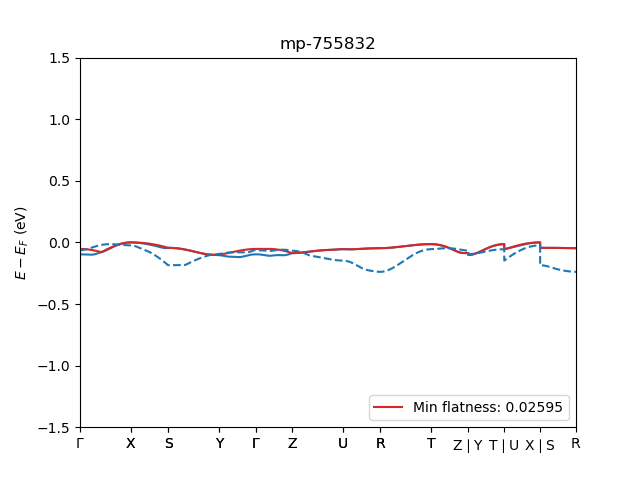 mp-755832
E − E_F (eV)
1.5
1.0
0.5
0.0
−0.5
−1.0
−1.5
Min flatness: 0.02595
Γ X S Y Γ Z U R T Z | Y T | U X | S R